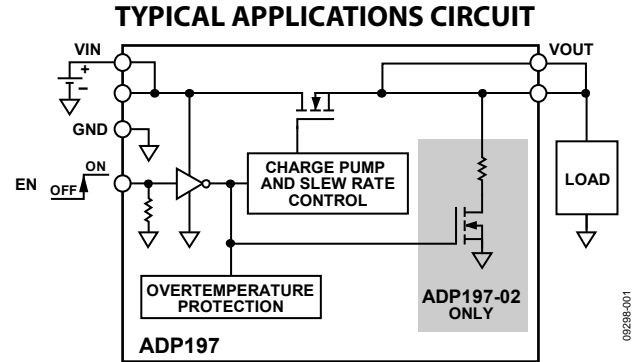 TYPICAL APPLICATIONS CIRCUIT
VIN
VOUT
+
–
GND
EN
OFF
ON
CHARGE PUMP
AND SLEW RATE
CONTROL
LOAD
OVERTEMPERATURE
PROTECTION
ADP197-02
ONLY
ADP197
09298-001